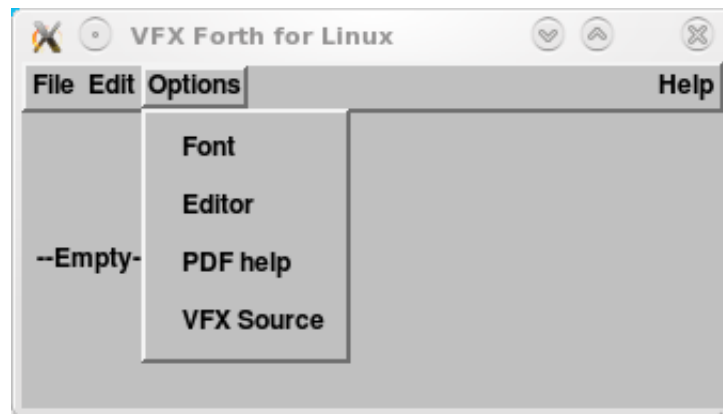 VFX Forth for Linux
File Edit Options Help
Font
Editor
--Empty-
PDF help
VFX Source